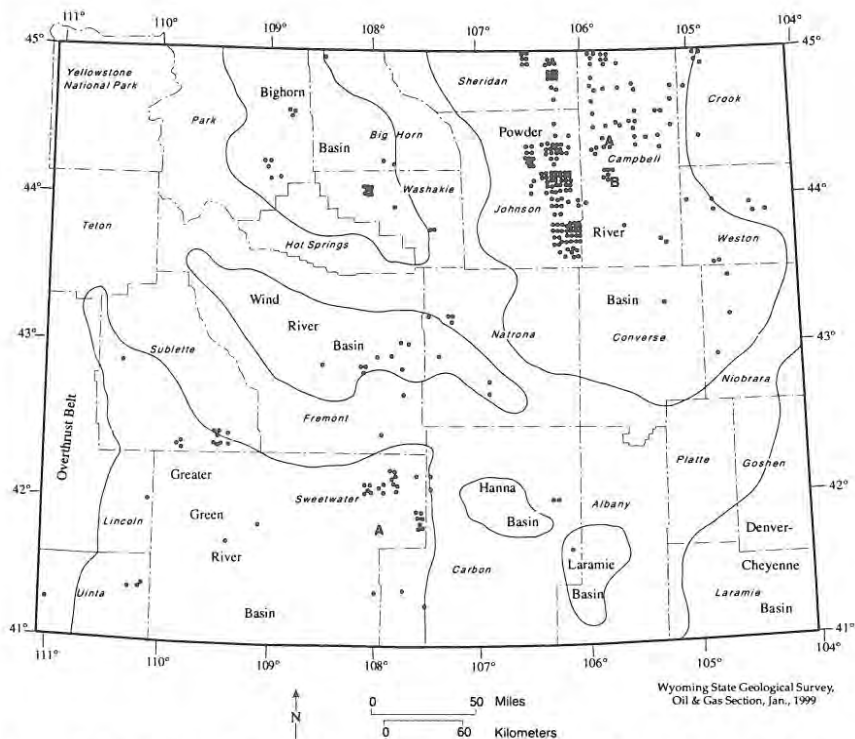 111° 110° 109° 108° 107° 106° 105° 104°
45° 45°
Yellowstone
National Park
Sheridan
Bighorn
Park
Crook
Big Horn
Powder
A
Basin
Campbell
44° 44°
Washakie
B
Johnson
Teton
River
Hot Springs
Weston
Wind
Basin
43° 43°
River
Natrona
Converse
Sublette
Basin
Niobrara
Overthrust Belt
Fremont
Platte
Goshen
Greater
42° 42°
Sweetwater
Hanna
Albany
Green
Basin
Lincoln
A
Denver-
River
Carbon
Laramie
Cheyenne
Uinta
Basin
Laramie
Basin
Basin
41° 41°
111° 110° 109° 108° 107° 106° 105° 104°
Wyoming State Geological Survey,
Oil & Gas Section, Jan., 1999
0 50 Miles
N
0 60 Kilometers